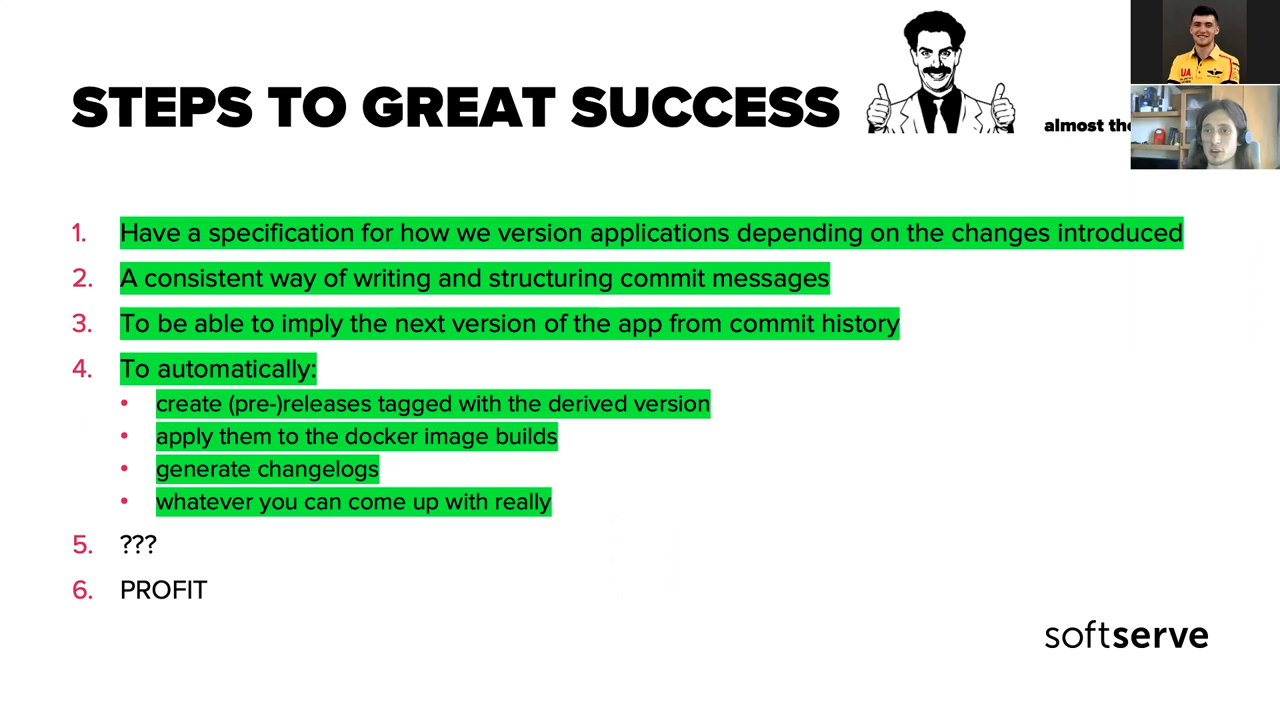 STEPS TO GREAT SUCCESS
almost
UA
1. Have a specification for how we version applications depending on the changes introduced
2. A consistent way of writing and structuring commit messages
3. To be able to imply the next version of the app from commit history
4. To automatically:
• create (pre-)releases tagged with the derived version
• apply them to the docker image builds
• generate changelogs
• whatever you can come up with really
5. ???
6. PROFIT
softserve